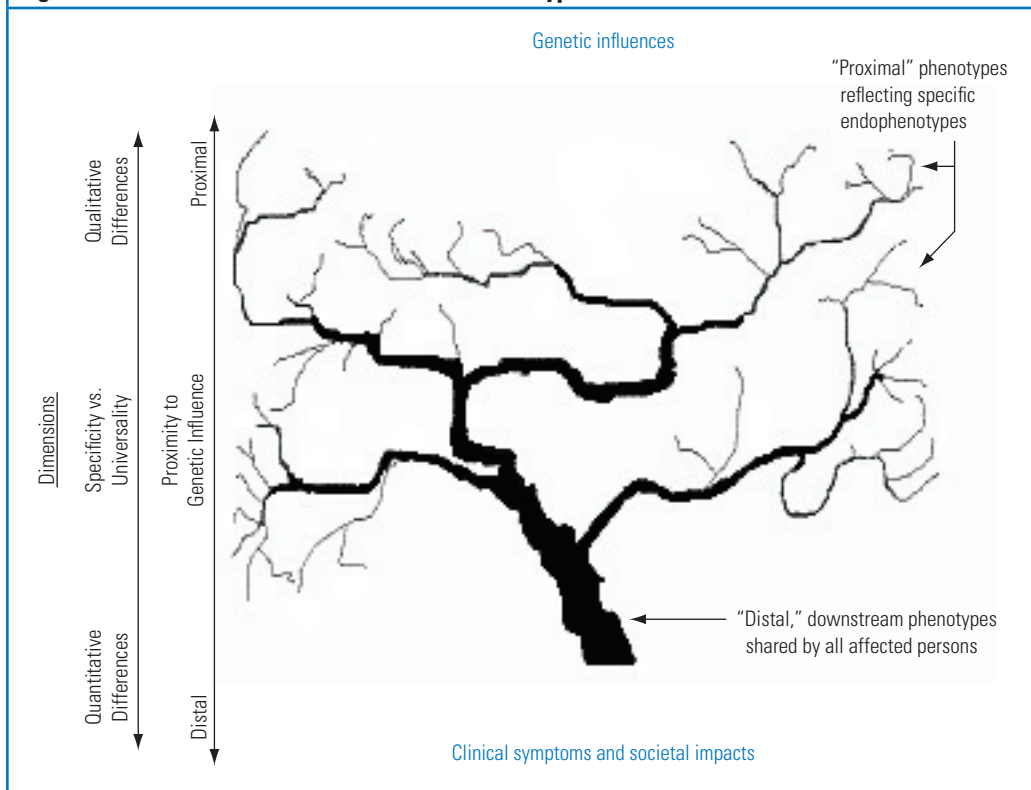 Genetic influences
“Proximal” phenotypes
reflecting specific
endophenotypes
Qualitative
Differences
Proximal
Dimensions
Specificity vs.
Universality
Proximity to
Genetic Influence
Quantitative
Differences
Distal
“Distal,” downstream phenotypes
shared by all affected persons
Clinical symptoms and societal impacts